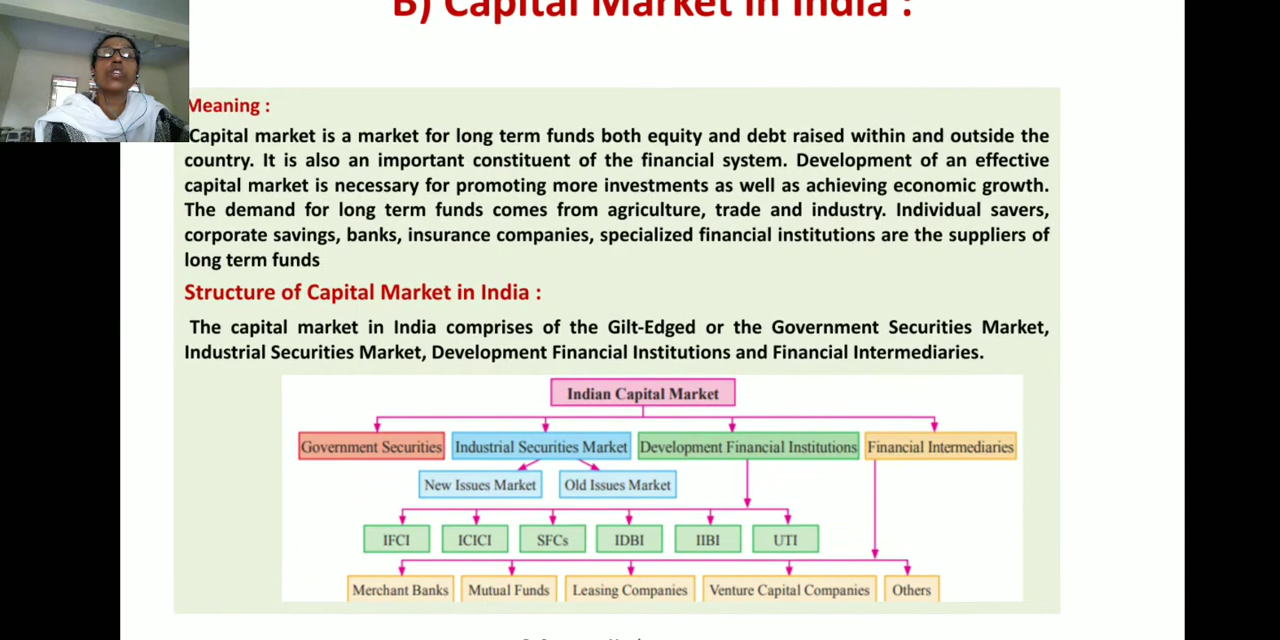 B) Capital Market in India :
Meaning :
Capital market is a market for long term funds both equity and debt raised within and outside the
country. It is also an important constituent of the financial system. Development of an effective
capital market is necessary for promoting more investments as well as achieving economic growth.
The demand for long term funds comes from agriculture, trade and industry. Individual savers,
corporate savings, banks, insurance companies, specialized financial institutions are the suppliers of
long term funds
Structure of Capital Market in India :
The capital market in India comprises of the Gilt-Edged or the Government Securities Market,
Industrial Securities Market, Development Financial Institutions and Financial Intermediaries.
Indian Capital Market
Government Securities Industrial Securities Market Development Financial Institutions Financial Intermediaries
New Issues Market Old Issues Market
IFCI ICICI SFCs IDBI IIBI UTI
Merchant Banks Mutual Funds Leasing Companies Venture Capital Companies Others